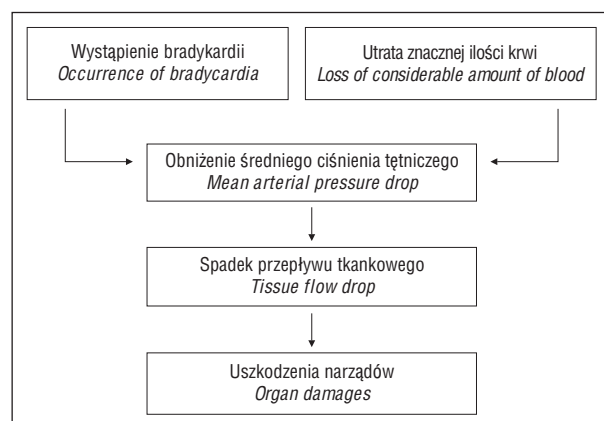 Wystąpienie bradykardii
Occurrence of bradycardia
Utrata znacznej ilości krwi
Loss of considerable amount of blood
Obniżenie średniego ciśnienia tętniczego
Mean arterial pressure drop
Spadek przepływu tkankowego
Tissue flow drop
Uszkodzenia narządów
Organ damages